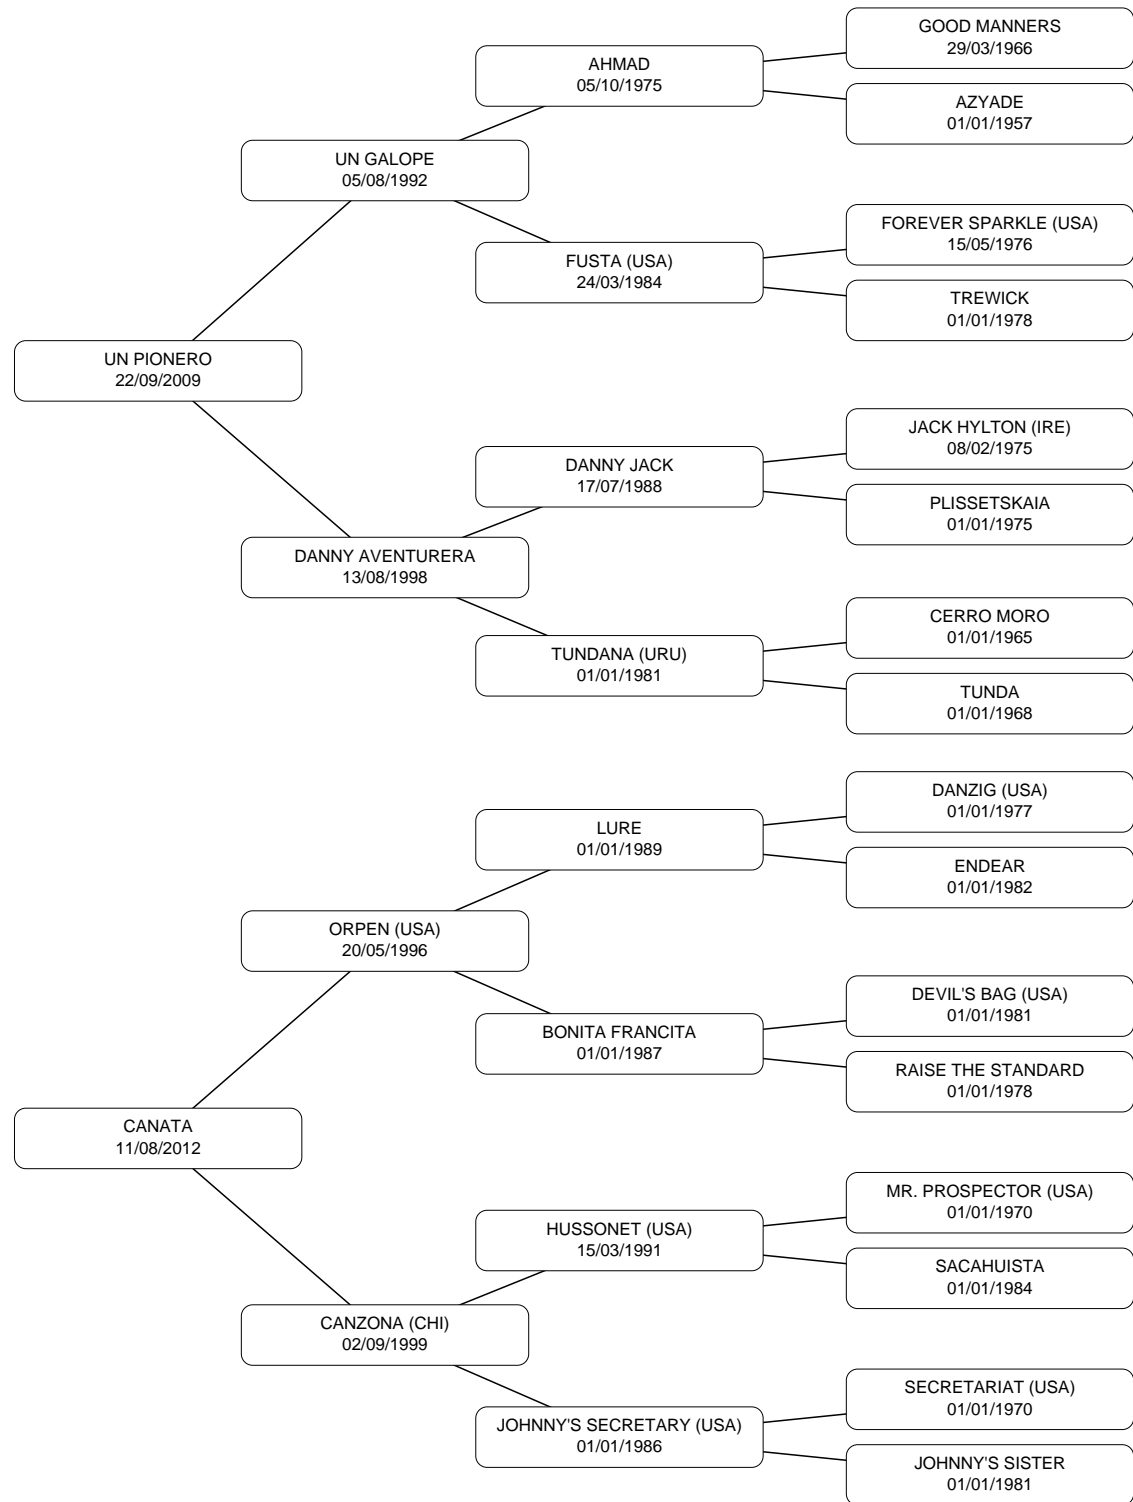 GOOD MANNERS
29/03/1966
AHMAD
05/10/1975
AZYADE
01/01/1957
UN GALOPE
05/08/1992
FOREVER SPARKLE (USA)
15/05/1976
FUSTA (USA)
24/03/1984
TREWICK
01/01/1978
UN PIONERO
22/09/2009
JACK HYLTON (IRE)
08/02/1975
DANNY JACK
17/07/1988
PLISSETSKAIA
01/01/1975
DANNY AVENTURERA
13/08/1998
CERRO MORO
01/01/1965
TUNDANA (URU)
01/01/1981
TUNDA
01/01/1968
DANZIG (USA)
01/01/1977
LURE
01/01/1989
ENDEAR
01/01/1982
ORPEN (USA)
20/05/1996
DEVIL'S BAG (USA)
01/01/1981
BONITA FRANCITA
01/01/1987
RAISE THE STANDARD
01/01/1978
CANATA
11/08/2012
MR. PROSPECTOR (USA)
01/01/1970
HUSSONET (USA)
15/03/1991
SACAHUISTA
01/01/1984
CANZONA (CHI)
02/09/1999
SECRETARIAT (USA)
01/01/1970
JOHNNY'S SECRETARY (USA)
01/01/1986
JOHNNY'S SISTER
01/01/1981